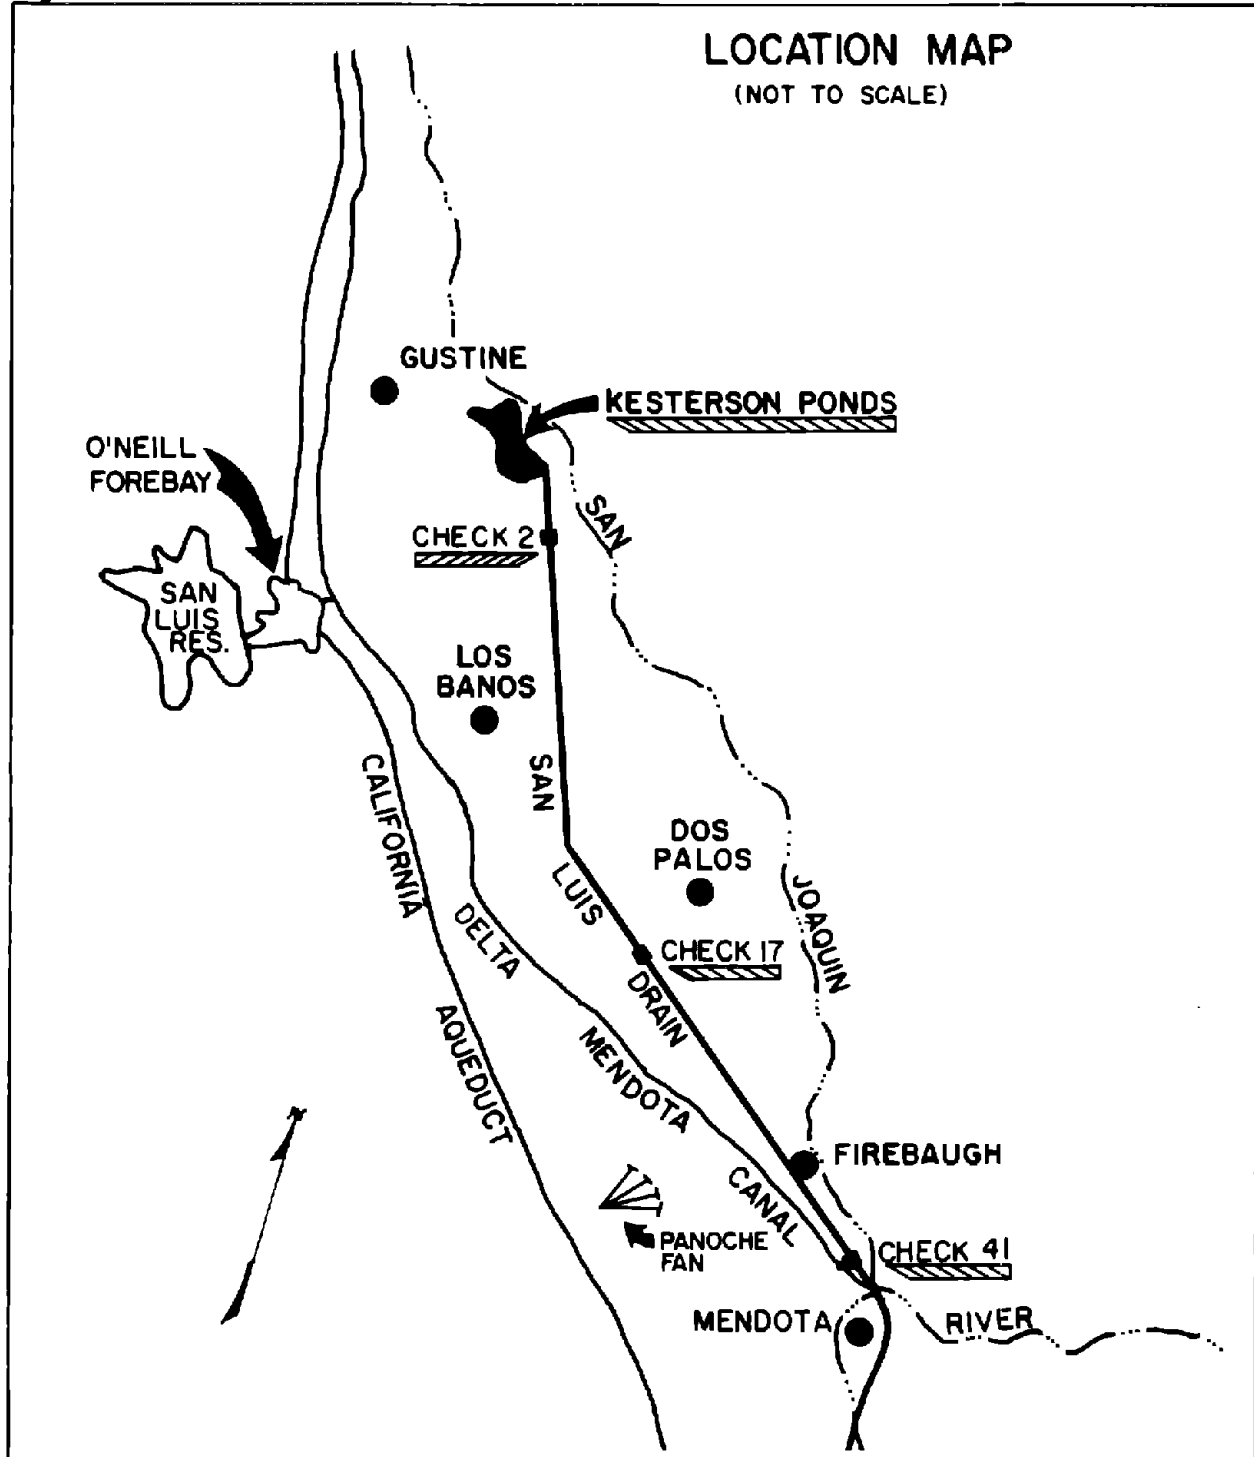 LOCATION MAP
(NOT TO SCALE)
GUSTINE
KESTERSON PONDS
O'NEILL
FOREBAY
SAN
CHECK 2
SAN
LUIS
RES.
LOS
BANOS
SAN
CALIFORNIA
DOS
PALOS
LUIS
JOAQUIN
DELTA
CHECK 17
DRAIN
AQUEDUCT
MENDOTA
N
FIREBAUGH
CANAL
PANOCHE
FAN
CHECK 41
MENDOTA
RIVER